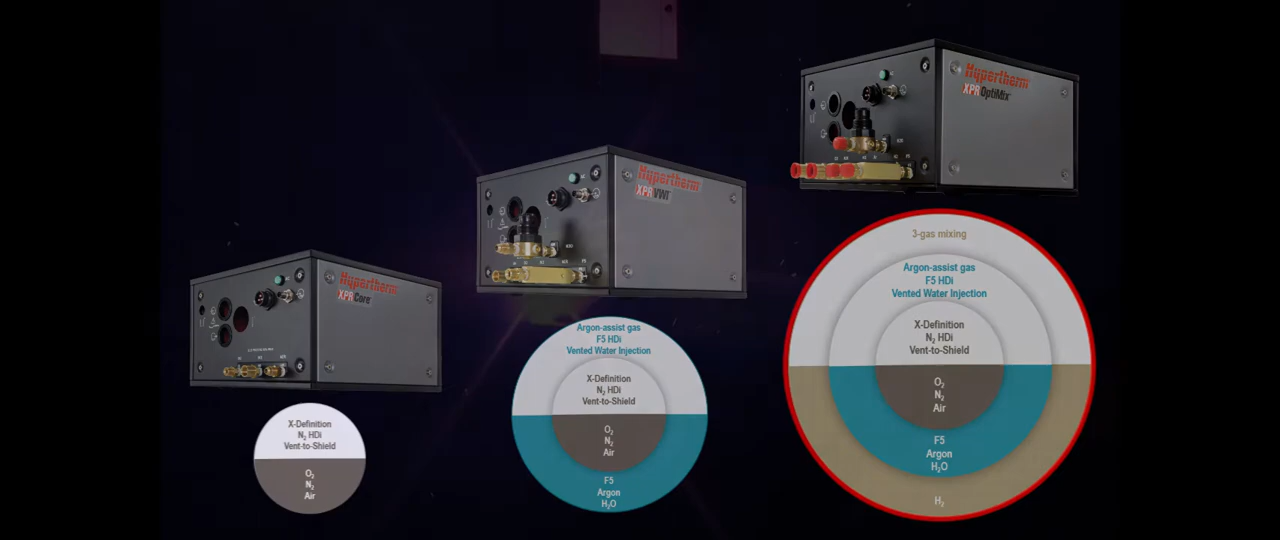 Hypertherm
XPR Core
X-Definition
N₂ HDi
Vent-to-Shield
O₂
N₂
Air
Hypertherm
XPR VWI
Argon-assist gas
F5 HDi
Vented Water Injection
X-Definition
N₂ HDi
Vent-to-Shield
O₂
N₂
Air
F5
Argon
H₂O
Hypertherm
XPR OptiMix
3-gas mixing
Argon-assist gas
F5 HDi
Vented Water Injection
X-Definition
N₂ HDi
Vent-to-Shield
O₂
N₂
Air
F5
Argon
H₂O
H₂